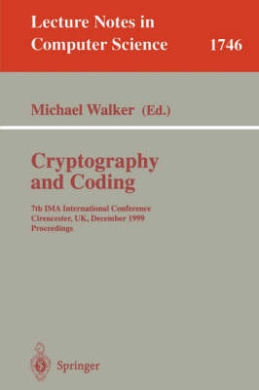 Lecture Notes in
Computer Science 1746
Michael Walker (Ed.)
Cryptography
and Coding
7th IMA International Conference
Cirencester, UK, December 1999
Proceedings
Springer